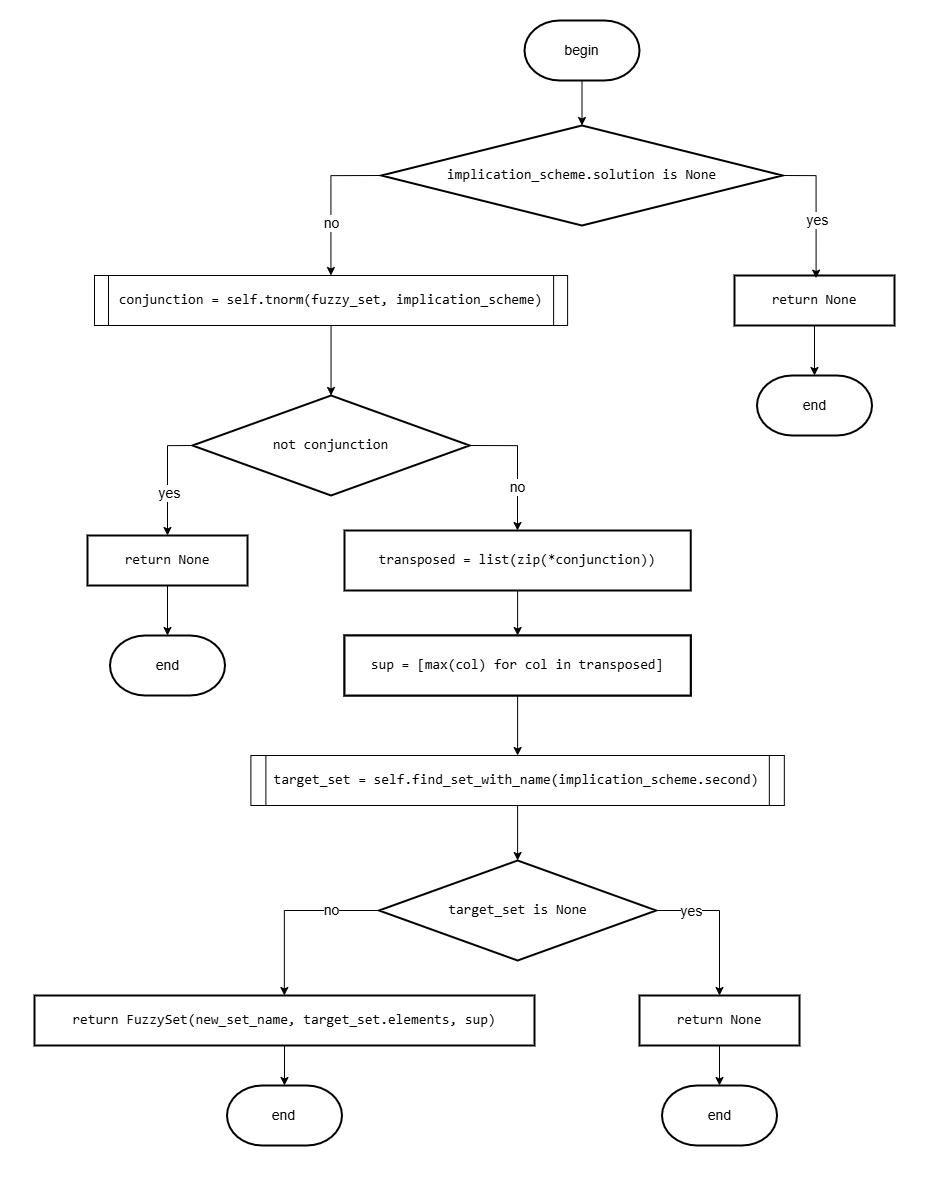 begin
implication_scheme.solution is None
no
yes
conjunction = self.tnorm(fuzzy_set, implication_scheme)
return None
end
not conjunction
yes
no
return None
transposed = list(zip(*conjunction))
end
sup = [max(col) for col in transposed]
target_set = self.find_set_with_name(implication_scheme.second)
target_set is None
no
yes
return FuzzySet(new_set_name, target_set.elements, sup)
return None
end
end